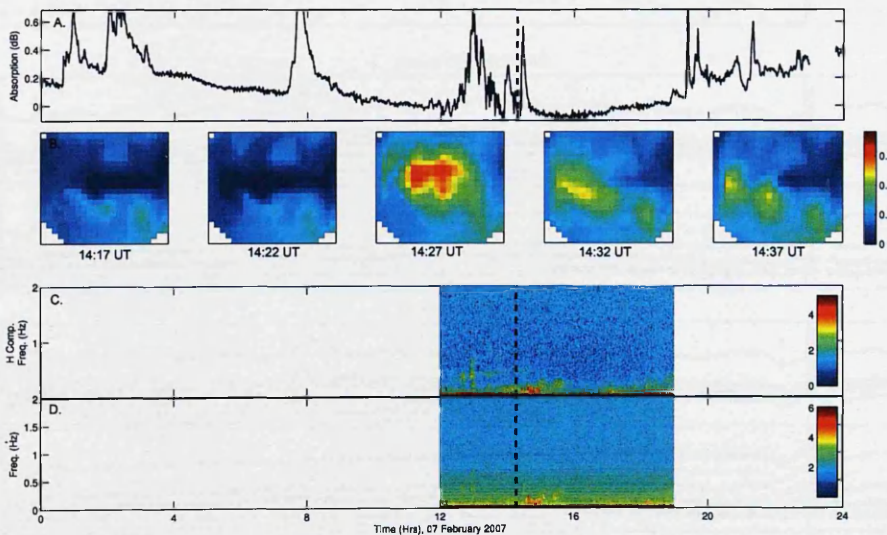 A.
Absorption (dB)
0.6
0.4
0.2
0
B.
14:17 UT
14:22 UT
14:27 UT
14:32 UT
14:37 UT
0
C.
H Comp.
Freq. (Hz)
2
1
2
4
2
0
D.
Freq. (Hz)
1.5
1
0.5
0
6
4
2
0
4
8
12
16
20
24
Time (Hrs), 07 February 2007